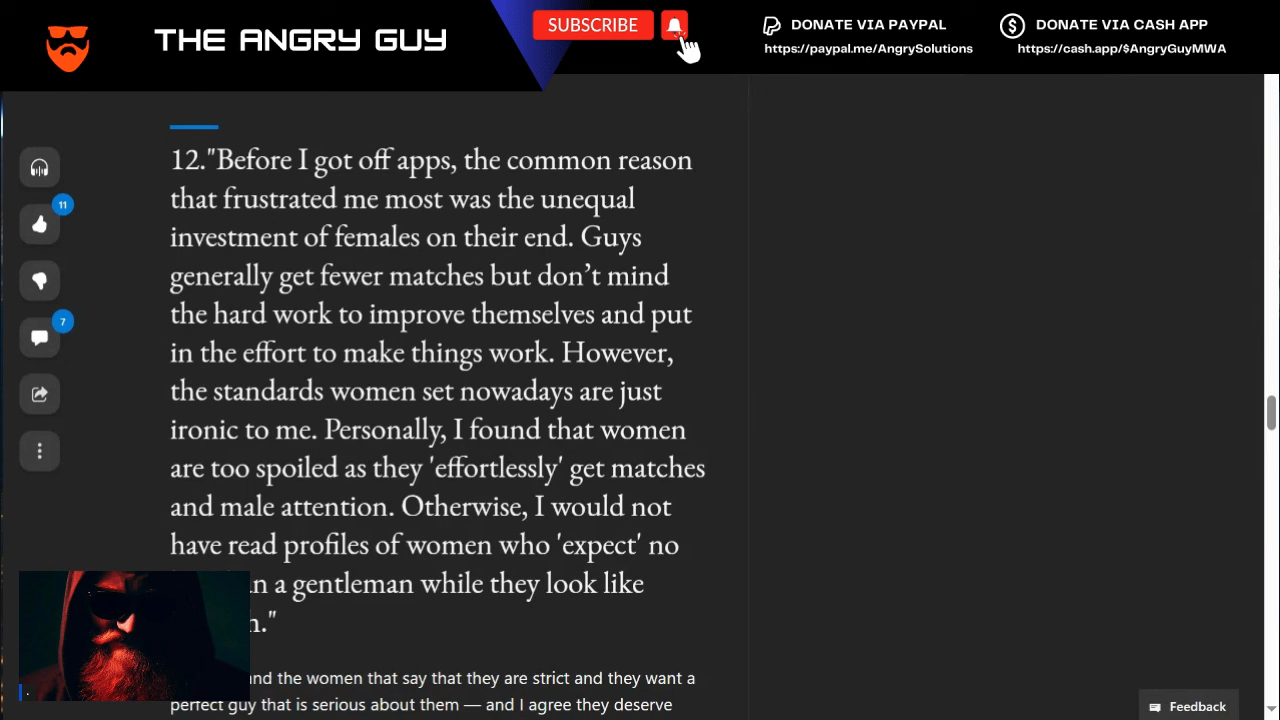 THE ANGRY GUY
SUBSCRIBE
DONATE VIA PAYPAL
https://paypal.me/AngrySolutions
DONATE VIA CASH APP
https://cash.app/$AngryGuyMWA
11
7
12."Before I got off apps, the common reason
that frustrated me most was the unequal
investment of females on their end. Guys
generally get fewer matches but don’t mind
the hard work to improve themselves and put
in the effort to make things work. However,
the standards women set nowadays are just
ironic to me. Personally, I found that women
are too spoiled as they 'effortlessly' get matches
and male attention. Otherwise, I would not
have read profiles of women who 'expect' no
a gentleman while they look like
"
the women that say that they are strict and they want a
perfect guy that is serious about them — and I agree they deserve
Feedback